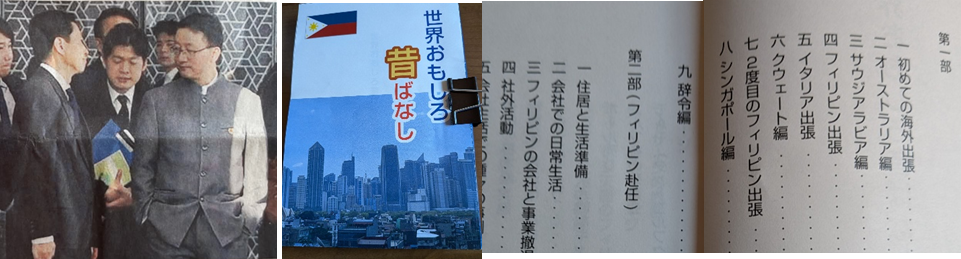 世界おもしろ
昔ばなし
第一部
一 初めての海外出張
二 オーストラリア編
三 サウジアラビア編
四 フィリピン出張
五 イタリア出張
六 クウェート編
七 2度目のフィリピン出張
八 シンガポール編
九 辞令編
第二部(フィリピン赴任)
一 住居と生活準備
二 会社での日常生活
三 フィリピンの会社と事業撤退
四 社外活動